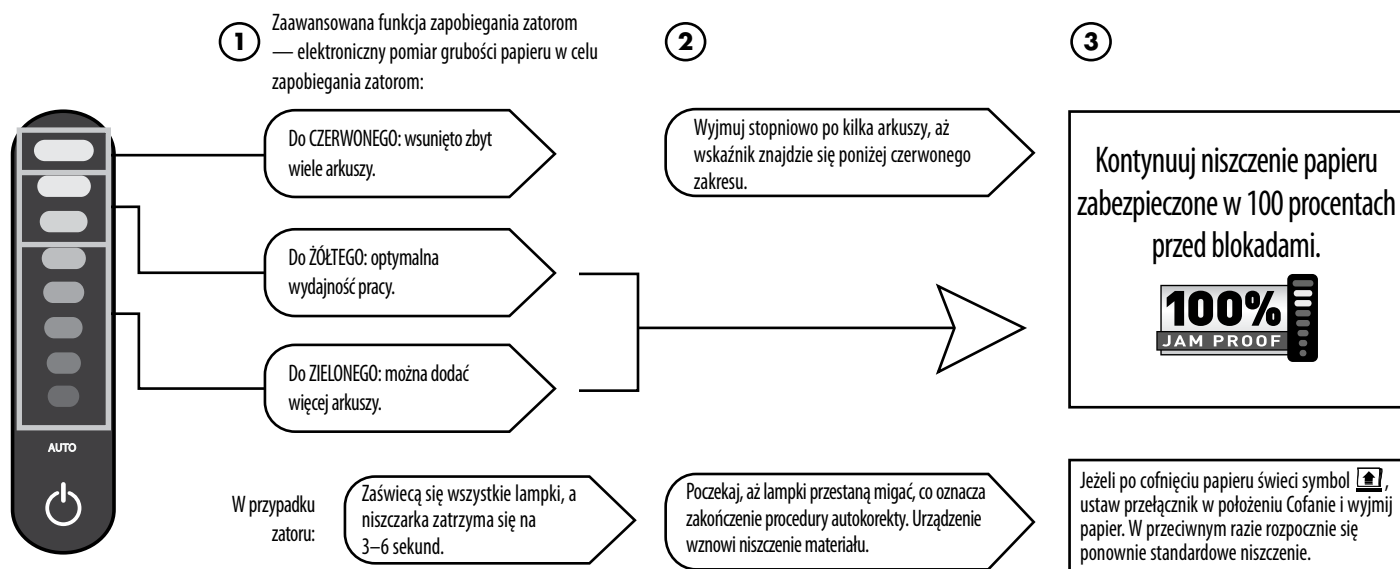 1
Zaawansowana funkcja zapobiegania zatorom
— elektroniczny pomiar grubości papieru w celu
zapobiegania zatorom:
Do CZERWONEGO: wsunięto zbyt
wiele arkuszy.
Do ŻÓŁTEGO: optymalna
wydajność pracy.
Do ZIELONEGO: można dodać
więcej arkuszy.
2
Wyjmuj stopniowo po kilka arkuszy, aż
wskaźnik znajdzie się poniżej czerwonego
zakresu.
3
Kontynuuj niszczenie papieru
zabezpieczone w 100 procentach
przed blokadami.
100%
JAM PROOF
AUTO
W przypadku
zatoru:
Zaświecą się wszystkie lampki, a
niszczarka zatrzyma się na
3–6 sekund.
Poczekaj, aż lampki przestaną migać, co oznacza
zakończenie procedury autokorekty. Urządzenie
wznowi niszczenie materiału.
Jeżeli po cofnięciu papieru świeci symbol ,
ustaw przełącznik w położeniu Cofanie i wyjmij
papier. W przeciwnym razie rozpocznie się
ponownie standardowe niszczenie.